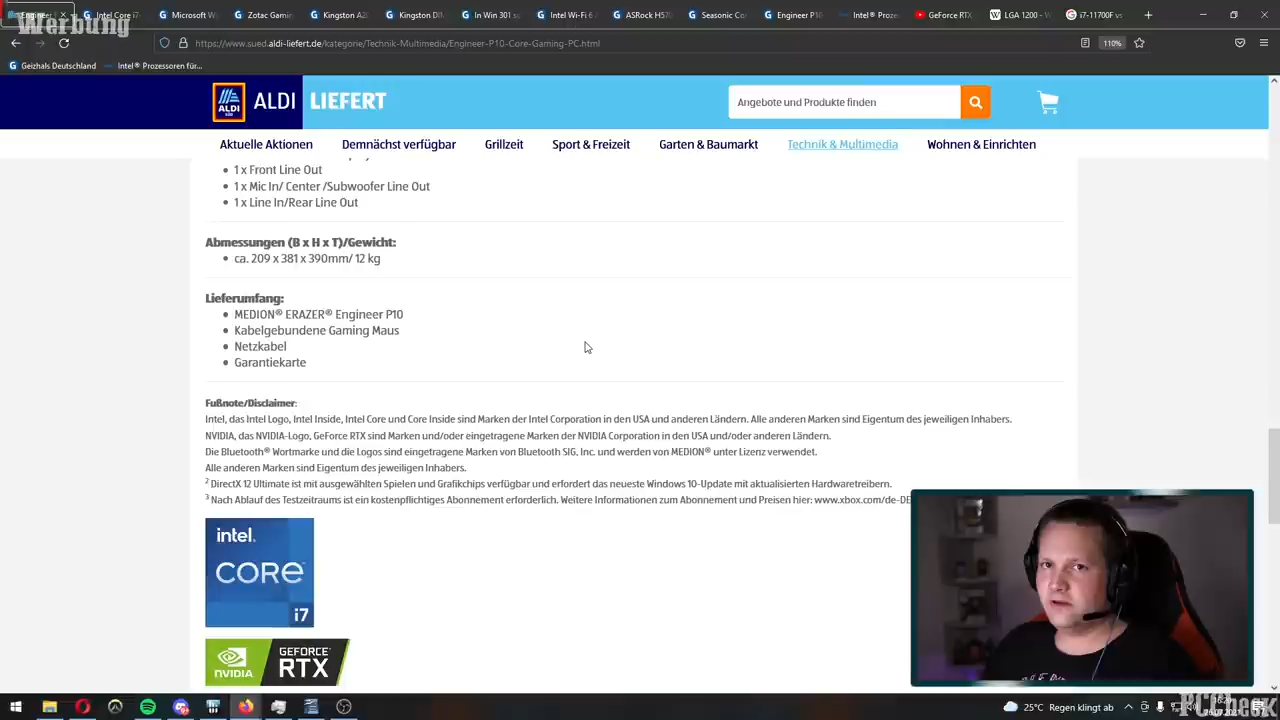 Werbung
Engineer
Microsoft Wi
Core i7-1
Gaming K
Kingston
In Win 301
Intel Wi-Fi 6
ASRock H570
Seasonic C
Engineer P10
Intel® Proze
GeForce RTX
LGA 1200 -
i7-11700F vs
https://www.sued.aldi-liefert.de/kategorie/Technik-Multimedia/Engineer-P10-Core-Gaming-PC.html
110%
Geizhals Deutschland
Intel® Prozessoren für...
ALDI
SÜD
ALDI LIEFERT
Angebote und Produkte finden
Aktuelle Aktionen
Demnächst verfügbar
Grillzeit
Sport & Freizeit
Garten & Baumarkt
Technik & Multimedia
Wohnen & Einrichten
1 x Front Line Out
1 x Mic In/ Center /Subwoofer Line Out
1 x Line In/Rear Line Out
Abmessungen (B x H x T)/Gewicht:
ca. 209 x 381 x 390mm/ 12 kg
Lieferumfang:
MEDION® ERAZER® Engineer P10
Kabelgebundene Gaming Maus
Netzkabel
Garantiekarte
Fußnote/Disclaimer:
Intel, das Intel Logo, Intel Inside, Intel Core und Core Inside sind Marken der Intel Corporation in den USA und anderen Ländern. Alle anderen Marken sind Eigentum des jeweiligen Inhabers.
NVIDIA, das NVIDIA-Logo, GeForce RTX sind Marken und/oder eingetragene Marken der NVIDIA Corporation in den USA und/oder anderen Ländern.
Die Bluetooth® Wortmarke und die Logos sind eingetragene Marken von Bluetooth SIG, Inc. und werden von MEDION® unter Lizenz verwendet.
Alle anderen Marken sind Eigentum des jeweiligen Inhabers.
2 DirectX 12 Ultimate ist mit ausgewählten Spielen und Grafikchips verfügbar und erfordert das neueste Windows 10-Update mit aktualisierten Hardwaretreibern.
3 Nach Ablauf des Testzeitraums ist ein kostenpflichtiges Abonnement erforderlich. Weitere Informationen zum Abonnement und Preisen hier: www.xbox.com/de-DE
intel.
CORE
i7
NVIDIA
GEFORCE
RTX
25°C Regen klingt ab
PCCheck